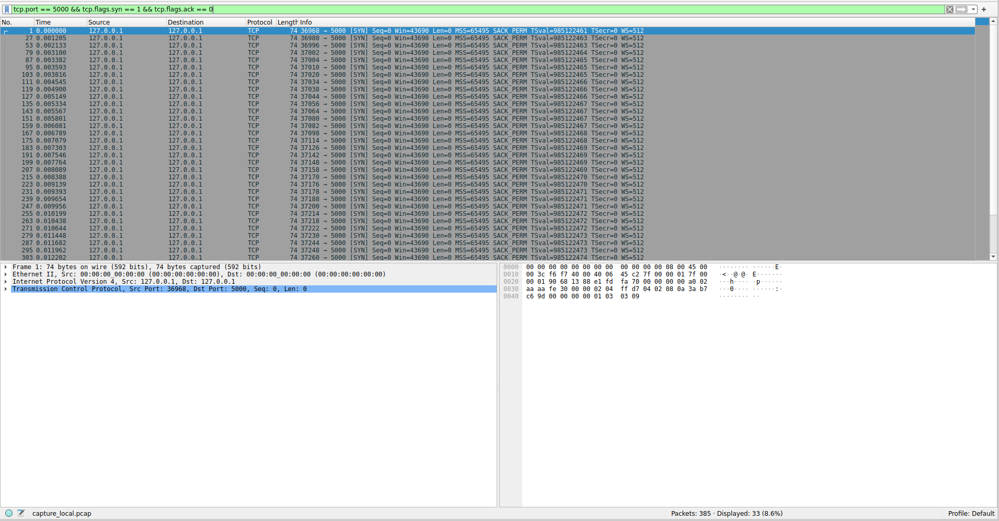 tcp.port == 5000 && tcp.flags.syn == 1 && tcp.flags.ack == 0
No. Time Source Destination Protocol Length Info
1 0.000000 127.0.0.1 127.0.0.1 TCP 74 36968 → 5000 [SYN] Seq=0 Win=43690 Len=0 MSS=65495 SACK_PERM TSval=985122461 TSecr=0 WS=512
27 0.001205 127.0.0.1 127.0.0.1 TCP 74 36980 → 5000 [SYN] Seq=0 Win=43690 Len=0 MSS=65495 SACK_PERM TSval=985122463 TSecr=0 WS=512
53 0.002133 127.0.0.1 127.0.0.1 TCP 74 36996 → 5000 [SYN] Seq=0 Win=43690 Len=0 MSS=65495 SACK_PERM TSval=985122463 TSecr=0 WS=512
79 0.003100 127.0.0.1 127.0.0.1 TCP 74 37002 → 5000 [SYN] Seq=0 Win=43690 Len=0 MSS=65495 SACK_PERM TSval=985122464 TSecr=0 WS=512
87 0.003382 127.0.0.1 127.0.0.1 TCP 74 37004 → 5000 [SYN] Seq=0 Win=43690 Len=0 MSS=65495 SACK_PERM TSval=985122465 TSecr=0 WS=512
95 0.003593 127.0.0.1 127.0.0.1 TCP 74 37010 → 5000 [SYN] Seq=0 Win=43690 Len=0 MSS=65495 SACK_PERM TSval=985122465 TSecr=0 WS=512
103 0.003816 127.0.0.1 127.0.0.1 TCP 74 37020 → 5000 [SYN] Seq=0 Win=43690 Len=0 MSS=65495 SACK_PERM TSval=985122465 TSecr=0 WS=512
111 0.004545 127.0.0.1 127.0.0.1 TCP 74 37034 → 5000 [SYN] Seq=0 Win=43690 Len=0 MSS=65495 SACK_PERM TSval=985122466 TSecr=0 WS=512
119 0.004900 127.0.0.1 127.0.0.1 TCP 74 37038 → 5000 [SYN] Seq=0 Win=43690 Len=0 MSS=65495 SACK_PERM TSval=985122466 TSecr=0 WS=512
127 0.005149 127.0.0.1 127.0.0.1 TCP 74 37044 → 5000 [SYN] Seq=0 Win=43690 Len=0 MSS=65495 SACK_PERM TSval=985122466 TSecr=0 WS=512
135 0.005334 127.0.0.1 127.0.0.1 TCP 74 37056 → 5000 [SYN] Seq=0 Win=43690 Len=0 MSS=65495 SACK_PERM TSval=985122467 TSecr=0 WS=512
143 0.005567 127.0.0.1 127.0.0.1 TCP 74 37064 → 5000 [SYN] Seq=0 Win=43690 Len=0 MSS=65495 SACK_PERM TSval=985122467 TSecr=0 WS=512
151 0.005801 127.0.0.1 127.0.0.1 TCP 74 37080 → 5000 [SYN] Seq=0 Win=43690 Len=0 MSS=65495 SACK_PERM TSval=985122467 TSecr=0 WS=512
159 0.006081 127.0.0.1 127.0.0.1 TCP 74 37082 → 5000 [SYN] Seq=0 Win=43690 Len=0 MSS=65495 SACK_PERM TSval=985122467 TSecr=0 WS=512
167 0.006789 127.0.0.1 127.0.0.1 TCP 74 37098 → 5000 [SYN] Seq=0 Win=43690 Len=0 MSS=65495 SACK_PERM TSval=985122468 TSecr=0 WS=512
175 0.007079 127.0.0.1 127.0.0.1 TCP 74 37114 → 5000 [SYN] Seq=0 Win=43690 Len=0 MSS=65495 SACK_PERM TSval=985122468 TSecr=0 WS=512
183 0.007303 127.0.0.1 127.0.0.1 TCP 74 37126 → 5000 [SYN] Seq=0 Win=43690 Len=0 MSS=65495 SACK_PERM TSval=985122469 TSecr=0 WS=512
191 0.007546 127.0.0.1 127.0.0.1 TCP 74 37142 → 5000 [SYN] Seq=0 Win=43690 Len=0 MSS=65495 SACK_PERM TSval=985122469 TSecr=0 WS=512
199 0.007764 127.0.0.1 127.0.0.1 TCP 74 37148 → 5000 [SYN] Seq=0 Win=43690 Len=0 MSS=65495 SACK_PERM TSval=985122469 TSecr=0 WS=512
207 0.008089 127.0.0.1 127.0.0.1 TCP 74 37158 → 5000 [SYN] Seq=0 Win=43690 Len=0 MSS=65495 SACK_PERM TSval=985122469 TSecr=0 WS=512
215 0.008388 127.0.0.1 127.0.0.1 TCP 74 37170 → 5000 [SYN] Seq=0 Win=43690 Len=0 MSS=65495 SACK_PERM TSval=985122470 TSecr=0 WS=512
223 0.009139 127.0.0.1 127.0.0.1 TCP 74 37176 → 5000 [SYN] Seq=0 Win=43690 Len=0 MSS=65495 SACK_PERM TSval=985122470 TSecr=0 WS=512
231 0.009393 127.0.0.1 127.0.0.1 TCP 74 37178 → 5000 [SYN] Seq=0 Win=43690 Len=0 MSS=65495 SACK_PERM TSval=985122471 TSecr=0 WS=512
239 0.009654 127.0.0.1 127.0.0.1 TCP 74 37188 → 5000 [SYN] Seq=0 Win=43690 Len=0 MSS=65495 SACK_PERM TSval=985122471 TSecr=0 WS=512
247 0.009956 127.0.0.1 127.0.0.1 TCP 74 37200 → 5000 [SYN] Seq=0 Win=43690 Len=0 MSS=65495 SACK_PERM TSval=985122471 TSecr=0 WS=512
255 0.010199 127.0.0.1 127.0.0.1 TCP 74 37214 → 5000 [SYN] Seq=0 Win=43690 Len=0 MSS=65495 SACK_PERM TSval=985122472 TSecr=0 WS=512
263 0.010438 127.0.0.1 127.0.0.1 TCP 74 37218 → 5000 [SYN] Seq=0 Win=43690 Len=0 MSS=65495 SACK_PERM TSval=985122472 TSecr=0 WS=512
271 0.010644 127.0.0.1 127.0.0.1 TCP 74 37222 → 5000 [SYN] Seq=0 Win=43690 Len=0 MSS=65495 SACK_PERM TSval=985122472 TSecr=0 WS=512
279 0.011448 127.0.0.1 127.0.0.1 TCP 74 37230 → 5000 [SYN] Seq=0 Win=43690 Len=0 MSS=65495 SACK_PERM TSval=985122473 TSecr=0 WS=512
287 0.011682 127.0.0.1 127.0.0.1 TCP 74 37244 → 5000 [SYN] Seq=0 Win=43690 Len=0 MSS=65495 SACK_PERM TSval=985122473 TSecr=0 WS=512
295 0.011962 127.0.0.1 127.0.0.1 TCP 74 37248 → 5000 [SYN] Seq=0 Win=43690 Len=0 MSS=65495 SACK_PERM TSval=985122473 TSecr=0 WS=512
303 0.012202 127.0.0.1 127.0.0.1 TCP 74 37260 → 5000 [SYN] Seq=0 Win=43690 Len=0 MSS=65495 SACK_PERM TSval=985122474 TSecr=0 WS=512
Frame 1: 74 bytes on wire (592 bits), 74 bytes captured (592 bits)
Ethernet II, Src: 00:00:00_00:00:00 (00:00:00:00:00:00), Dst: 00:00:00_00:00:00 (00:00:00:00:00:00)
Internet Protocol Version 4, Src: 127.0.0.1, Dst: 127.0.0.1
Transmission Control Protocol, Src Port: 36968, Dst Port: 5000, Seq: 0, Len: 0
0000 00 00 00 00 00 00 00 00 00 00 00 00 08 00 45 00 ········ ······E·
0010 00 3c f6 f7 40 00 40 06 45 c2 7f 00 00 01 7f 00 ·<··@·@· E·······
0020 00 01 90 68 13 88 e1 fd fa 70 00 00 00 00 a0 02 ···h···· ·p······
0030 aa aa fe 30 00 00 02 04 ff d7 04 02 08 0a 3a b7 ···0···· ······:·
0040 c6 9d 00 00 00 00 01 03 03 09 ········ ··
capture_local.pcap
Packets: 385 · Displayed: 33 (8.6%)
Profile: Default